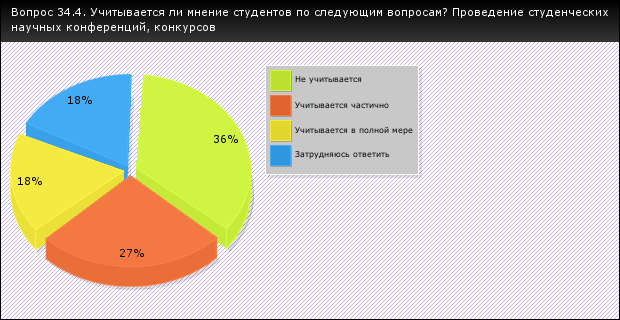 Вопрос 34.4. Учитывается ли мнение студентов по следующим вопросам? Проведение студенческих
научных конференций, конкурсов
18%
36%
18%
27%
Не учитывается
Учитывается частично
Учитывается в полной мере
Затрудняюсь ответить